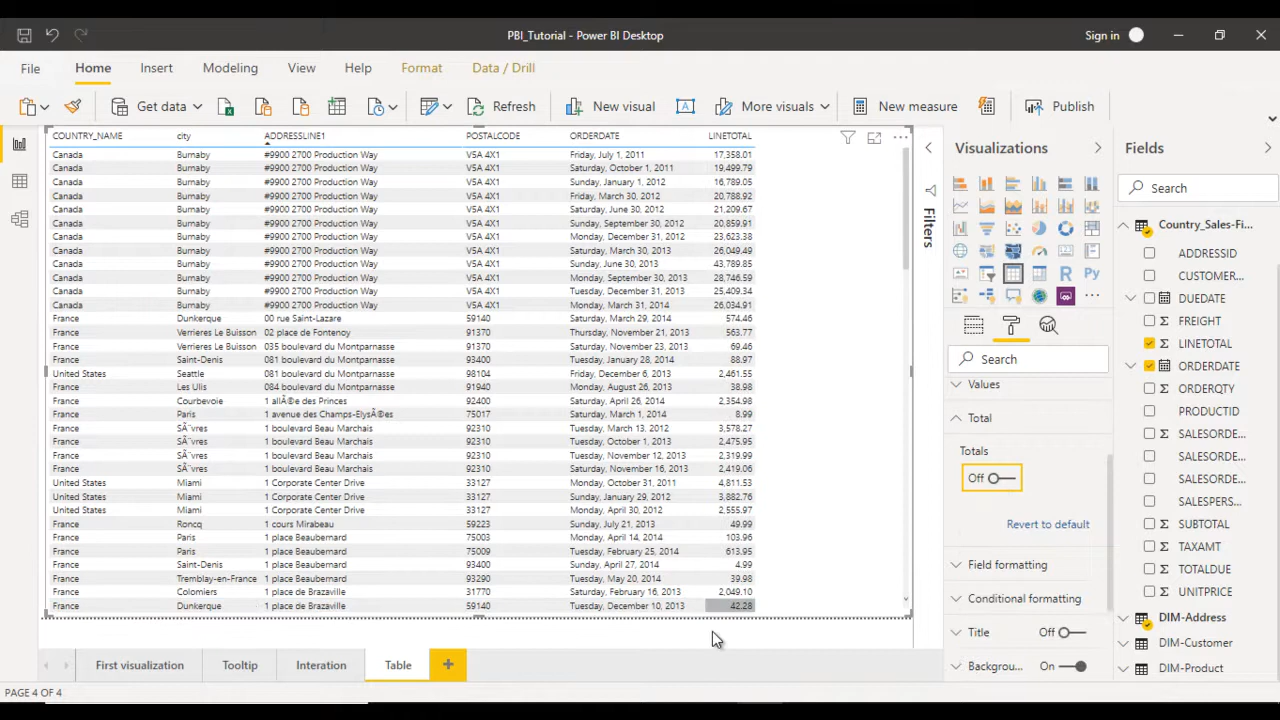 PBI_Tutorial - Power BI Desktop
Sign in
File Home Insert Modeling View Help Format Data / Drill
Get data Refresh New visual More visuals New measure Publish
COUNTRY_NAME city ADDRESSLINE1 POSTALCODE ORDERDATE LINETOTAL
Canada Burnaby #9900 2700 Production Way V5A 4X1 Friday, July 1, 2011 17,358.01
Canada Burnaby #9900 2700 Production Way V5A 4X1 Saturday, October 1, 2011 19,499.79
Canada Burnaby #9900 2700 Production Way V5A 4X1 Sunday, January 1, 2012 16,789.05
Canada Burnaby #9900 2700 Production Way V5A 4X1 Friday, March 30, 2012 20,788.92
Canada Burnaby #9900 2700 Production Way V5A 4X1 Saturday, June 30, 2012 21,209.67
Canada Burnaby #9900 2700 Production Way V5A 4X1 Sunday, September 30, 2012 20,859.91
Canada Burnaby #9900 2700 Production Way V5A 4X1 Monday, December 31, 2012 23,623.38
Canada Burnaby #9900 2700 Production Way V5A 4X1 Saturday, March 30, 2013 26,049.49
Canada Burnaby #9900 2700 Production Way V5A 4X1 Sunday, June 30, 2013 43,789.85
Canada Burnaby #9900 2700 Production Way V5A 4X1 Monday, September 30, 2013 28,746.59
Canada Burnaby #9900 2700 Production Way V5A 4X1 Tuesday, December 31, 2013 25,409.34
Canada Burnaby #9900 2700 Production Way V5A 4X1 Monday, March 31, 2014 26,034.91
France Dunkerque 00 rue Saint-Lazare 59140 Saturday, March 29, 2014 574.46
France Verrieres Le Buisson 02 place de Fontenoy 91370 Thursday, November 21, 2013 563.77
France Verrieres Le Buisson 035 boulevard du Montparnasse 91370 Saturday, November 23, 2013 69.46
France Saint-Denis 081 boulevard du Montparnasse 93400 Tuesday, January 28, 2014 88.97
United States Seattle 081 boulevard du Montparnasse 98104 Friday, December 6, 2013 2,461.55
France Les Ulis 084 boulevard du Montparnasse 91940 Monday, August 26, 2013 38.98
France Courbevoie 1 allÃ©e des Princes 92400 Saturday, April 26, 2014 2,354.98
France Paris 1 avenue des Champs-ElysÃ©es 75017 Saturday, March 1, 2014 8.99
France SÃ¨vres 1 boulevard Beau Marchais 92310 Tuesday, March 13, 2012 3,578.27
France SÃ¨vres 1 boulevard Beau Marchais 92310 Tuesday, October 1, 2013 2,475.95
France SÃ¨vres 1 boulevard Beau Marchais 92310 Tuesday, November 12, 2013 2,319.99
France SÃ¨vres 1 boulevard Beau Marchais 92310 Saturday, November 16, 2013 2,419.06
United States Miami 1 Corporate Center Drive 33127 Monday, October 31, 2011 4,811.53
United States Miami 1 Corporate Center Drive 33127 Sunday, January 29, 2012 3,882.76
United States Miami 1 Corporate Center Drive 33127 Monday, April 30, 2012 2,555.97
France Roncq 1 cours Mirabeau 59223 Sunday, July 21, 2013 49.99
France Paris 1 place Beaubernard 75003 Monday, April 14, 2014 103.96
France Paris 1 place Beaubernard 75009 Tuesday, February 25, 2014 613.95
France Saint-Denis 1 place Beaubernard 93400 Sunday, April 27, 2014 4.99
France Tremblay-en-France 1 place Beaubernard 93290 Tuesday, May 20, 2014 39.98
France Colomiers 1 place de Brazaville 31770 Saturday, February 16, 2013 2,049.10
France Dunkerque 1 place de Brazaville 59140 Tuesday, December 10, 2013 42.28
Filters
Visualizations
R Py
Search
Values
Total
Totals
Off
Revert to default
Field formatting
Conditional formatting
Title Off
Backgrou... On
Fields
Search
Country_Sales-Fi...
ADDRESSID
CUSTOMER...
DUEDATE
FREIGHT
LINETOTAL
ORDERDATE
ORDERQTY
PRODUCTID
SALESORDE...
SALESORDE...
SALESORDE...
SALESPERS...
SUBTOTAL
TAXAMT
TOTALDUE
UNITPRICE
DIM-Address
DIM-Customer
DIM-Product
First visualization Tooltip Interation Table
PAGE 4 OF 4